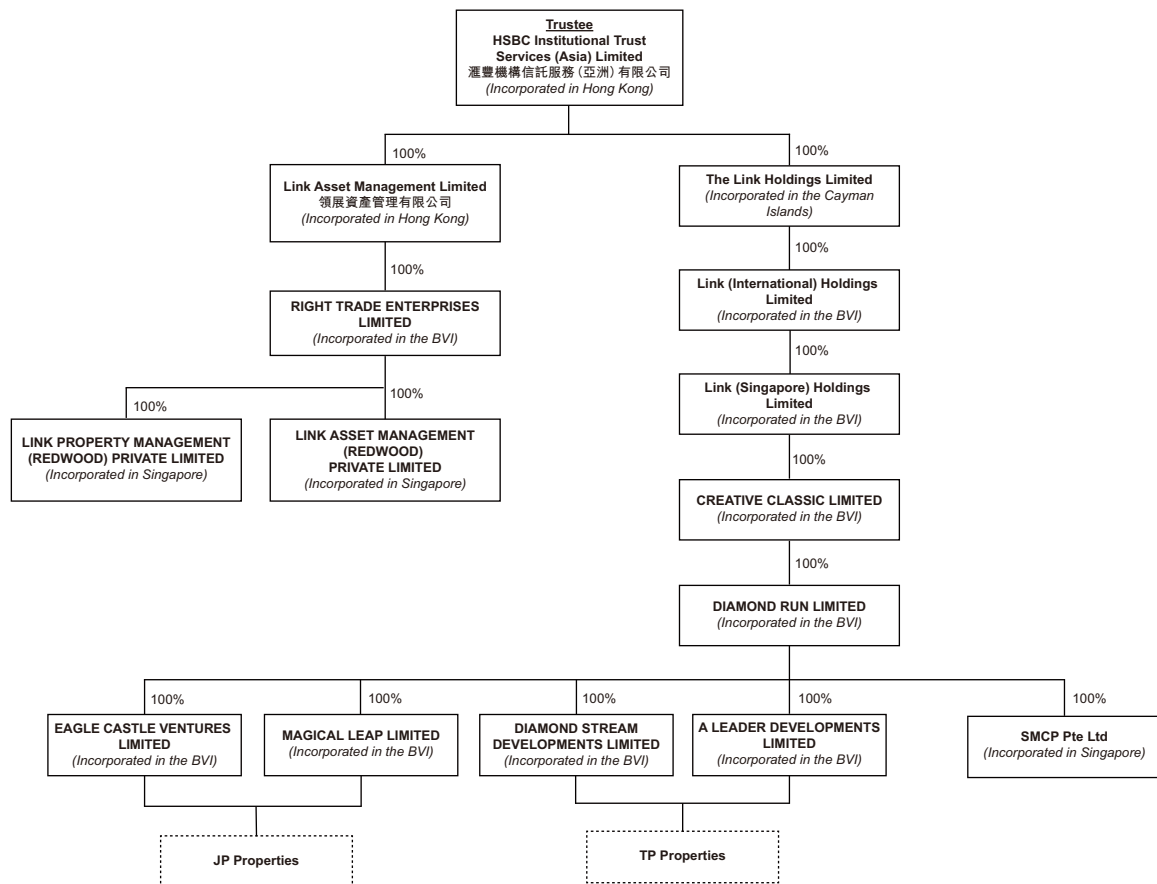 Trustee
HSBC Institutional Trust
Services (Asia) Limited
滙豐機構信託服務(亞洲)有限公司
(Incorporated in Hong Kong)
100%
100%
Link Asset Management Limited
領展資產管理有限公司
(Incorporated in Hong Kong)
The Link Holdings Limited
(Incorporated in the Cayman
Islands)
100%
100%
RIGHT TRADE ENTERPRISES
LIMITED
(Incorporated in the BVI)
Link (International) Holdings
Limited
(Incorporated in the BVI)
100%
100%
100%
LINK PROPERTY MANAGEMENT
(REDWOOD) PRIVATE LIMITED
(Incorporated in Singapore)
LINK ASSET MANAGEMENT
(REDWOOD)
PRIVATE LIMITED
(Incorporated in Singapore)
Link (Singapore) Holdings
Limited
(Incorporated in the BVI)
100%
CREATIVE CLASSIC LIMITED
(Incorporated in the BVI)
100%
DIAMOND RUN LIMITED
(Incorporated in the BVI)
100%
100%
100%
100%
100%
EAGLE CASTLE VENTURES
LIMITED
(Incorporated in the BVI)
MAGICAL LEAP LIMITED
(Incorporated in the BVI)
DIAMOND STREAM
DEVELOPMENTS LIMITED
(Incorporated in the BVI)
A LEADER DEVELOPMENTS
LIMITED
(Incorporated in the BVI)
SMCP Pte Ltd
(Incorporated in Singapore)
JP Properties
TP Properties